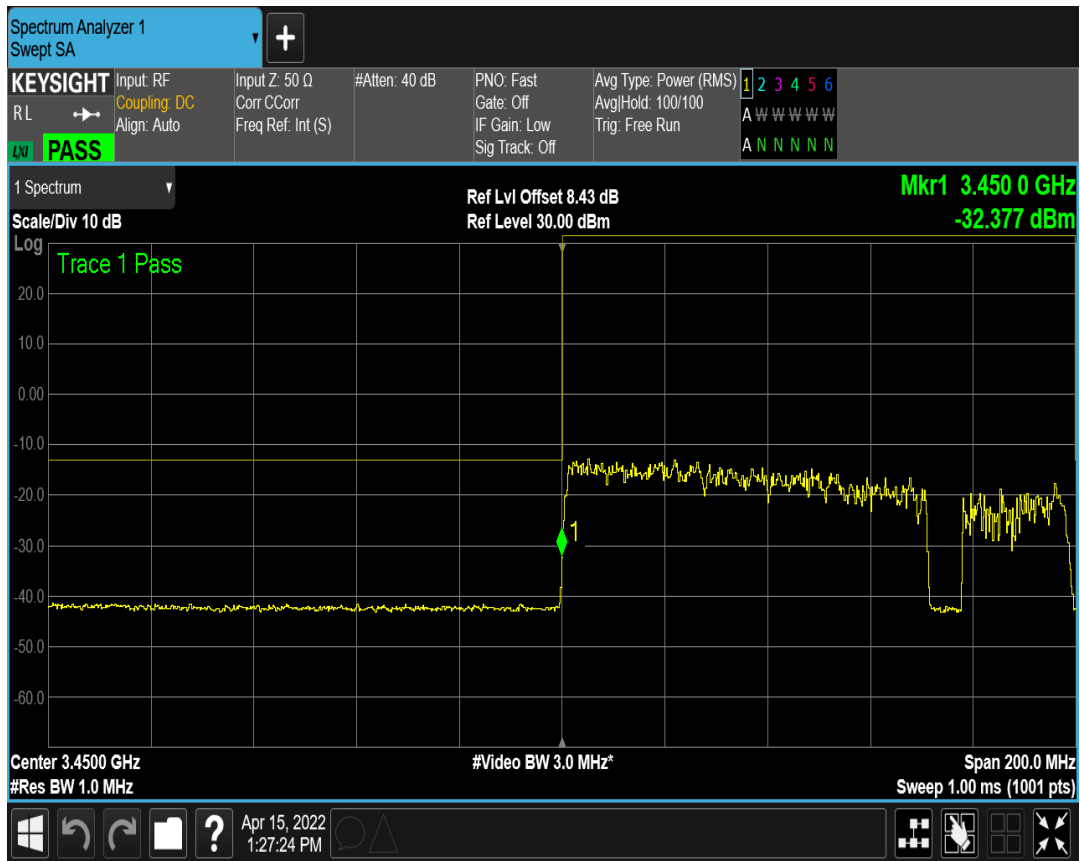 Spectrum Analyzer 1
Swept SA
+
KEYSIGHT
RL
LXI PASS
Input: RF
Coupling: DC
Align: Auto
Input Z: 50 Ω
Corr CCorr
Freq Ref: Int (S)
#Atten: 40 dB
PNO: Fast
Gate: Off
IF Gain: Low
Sig Track: Off
Avg Type: Power (RMS)
Avg|Hold: 100/100
Trig: Free Run
1 2 3 4 5 6
A W W W W W
A N N N N N
1 Spectrum
Scale/Div 10 dB
Ref Lvl Offset 8.43 dB
Ref Level 30.00 dBm
Mkr1 3.450 0 GHz
-32.377 dBm
Log
Trace 1 Pass
20.0
10.0
0.00
-10.0
-20.0
-30.0
-40.0
-50.0
-60.0
1
Center 3.4500 GHz
#Res BW 1.0 MHz
#Video BW 3.0 MHz*
Span 200.0 MHz
Sweep 1.00 ms (1001 pts)
?
Apr 15, 2022
1:27:24 PM